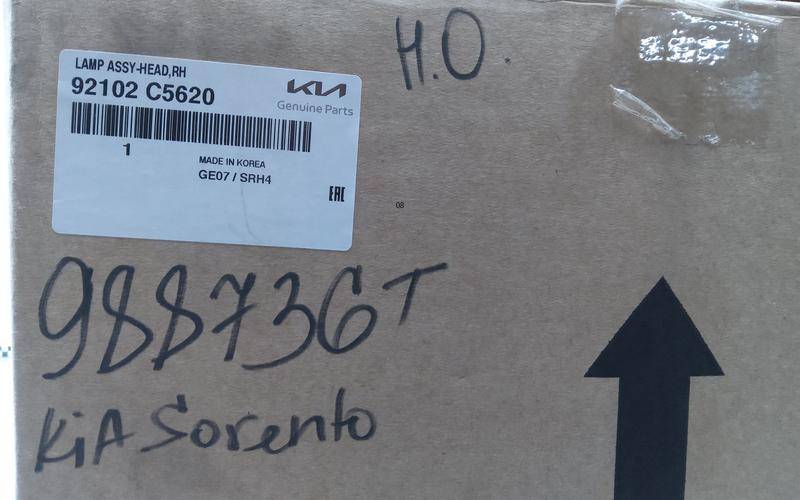 H.O.
LAMP ASSY-HEAD,RH
92102 C5620
KIA
Genuine Parts
1
MADE IN KOREA
GE07 / SRH4
EAC
08
988736T
KiA Sorento